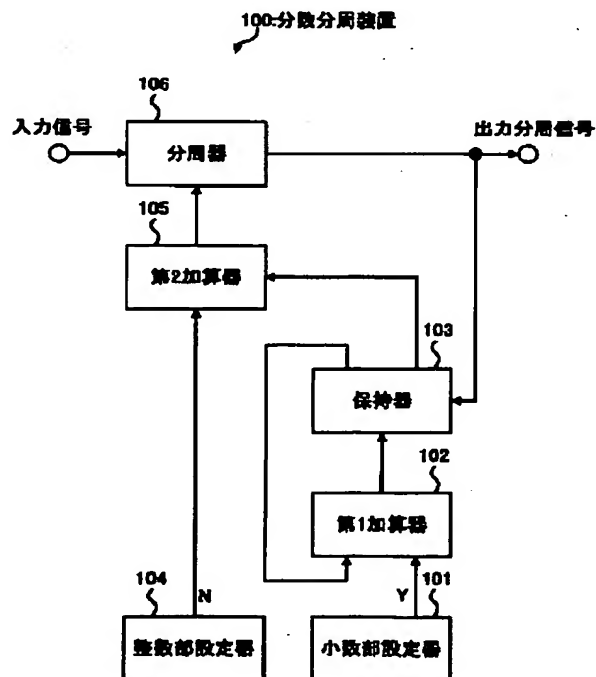 100:分数分周装置
106
入力信号
分周器
出力分周信号
105
第2加算器
103
保持器
102
第1加算器
104
N
Y
101
整数部設定器
小数部設定器